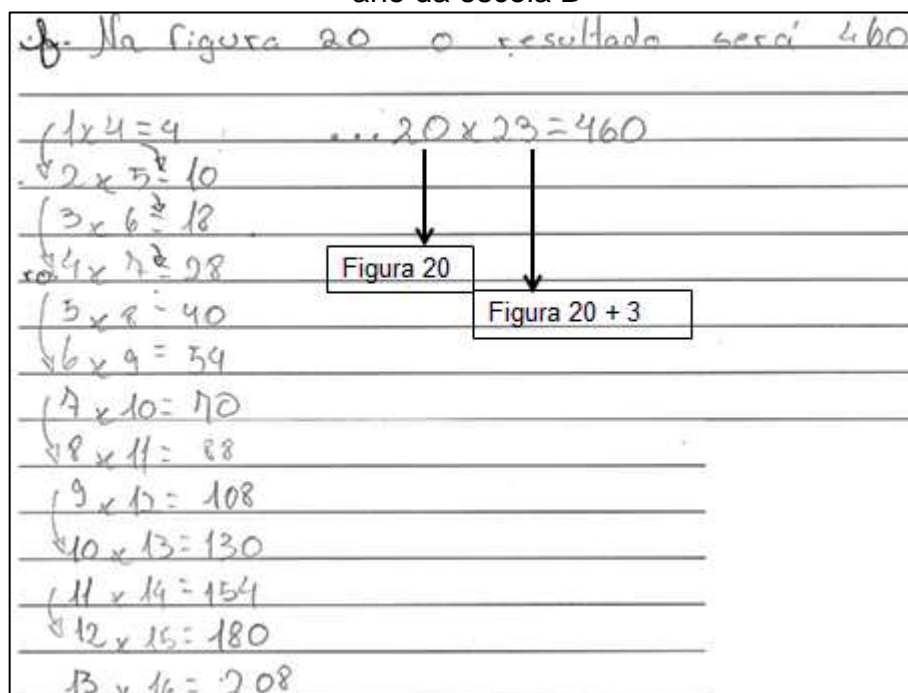 ano da escola B
f. Na figura 20 o resultado será 460
1x4=4 ...20x23=460
2x5=10
3x6=18
4x7=28 Figura 20
5x8=40 Figura 20 + 3
6x9=54
7x10=70
8x11=88
9x12=108
10x13=130
11x14=154
12x15=180
13x16=208